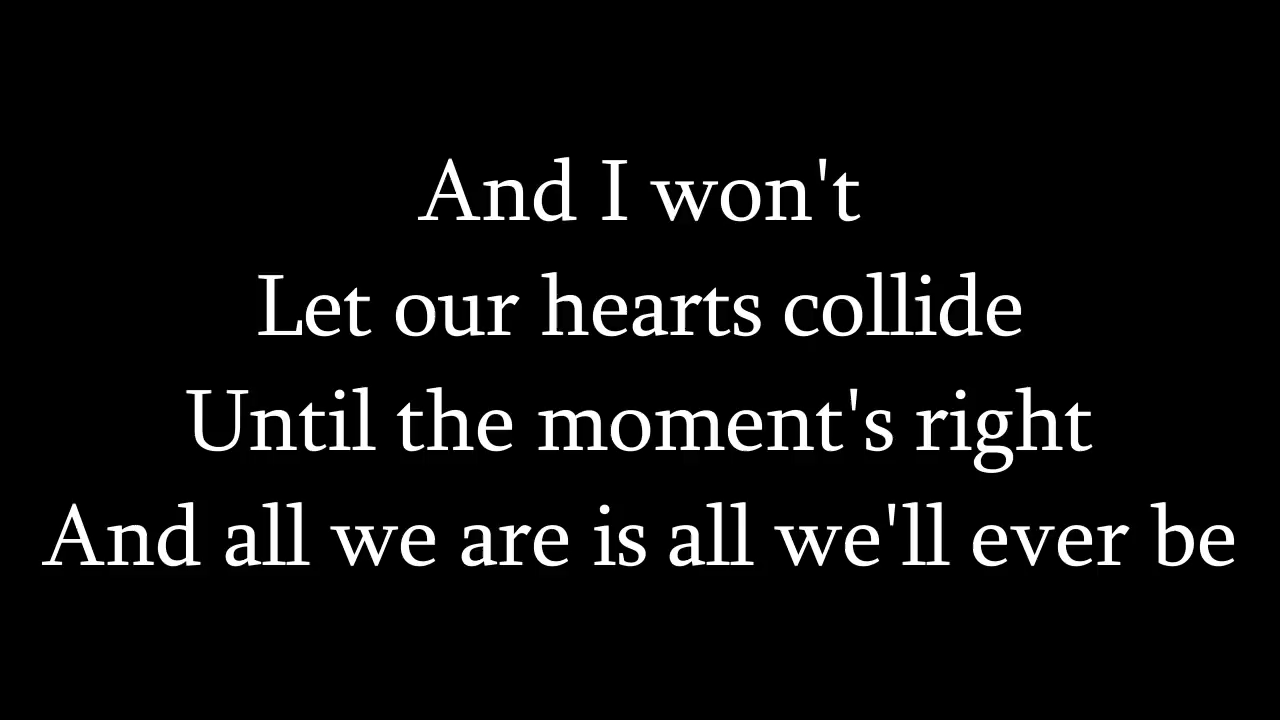 And I won't
Let our hearts collide
Until the moment's right
And all we are is all we'll ever be